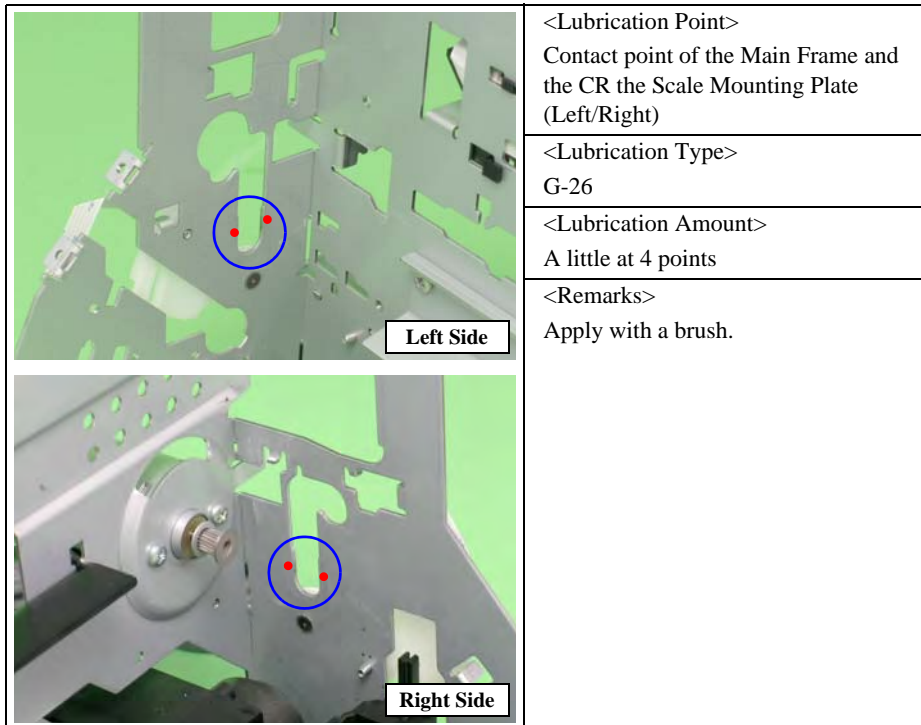 <Lubrication Point>
Contact point of the Main Frame and
the CR the Scale Mounting Plate
(Left/Right)
<Lubrication Type>
G-26
<Lubrication Amount>
A little at 4 points
<Remarks>
Apply with a brush.
Left Side
Right Side